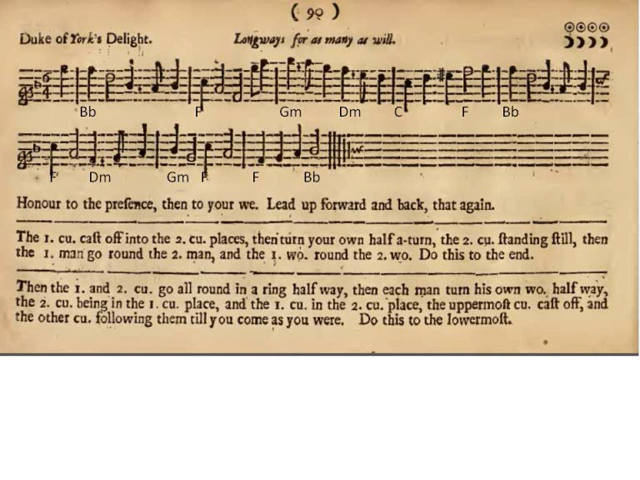 ( 90 )
Duke of York's Delight.    Longways for as many as will.
6 4
Bb F Gm Dm C F Bb
F Dm Gm F F Bb
Honour to the preſence, then to your we. Lead up forward and back, that again.
The 1. cu. caſt off into the 2. cu. places, then turn your own half a-turn, the 2. cu. ſtanding ſtill, then
the 1. man go round the 2. man, and the 1. wo. round the 2. wo. Do this to the end.
Then the 1. and 2. cu. go all round in a ring half way, then each man turn his own wo. half way,
the 2. cu. being in the 1. cu. place, and the 1. cu. in the 2. cu. place, the uppermoſt cu. caſt off, and
the other cu. following them till you come as you were. Do this to the lowermoſt.